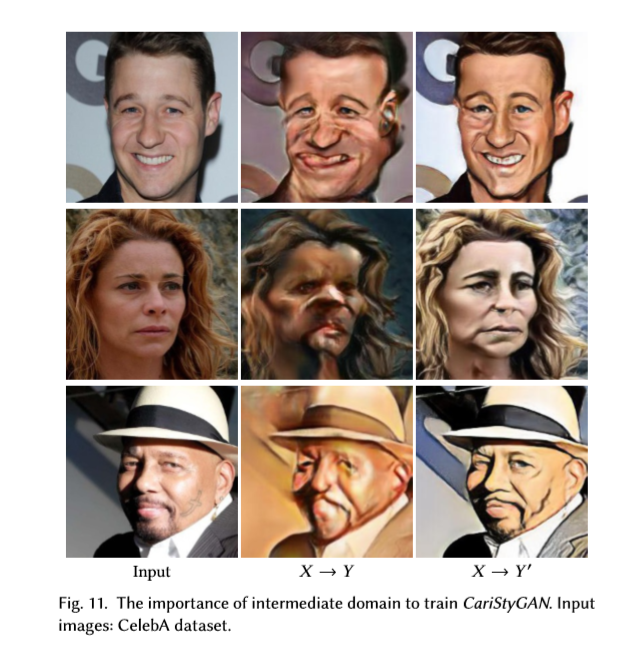 Input
X → Y
X → Y′
Fig. 11. The importance of intermediate domain to train CariStyGAN. Input
images: CelebA dataset.